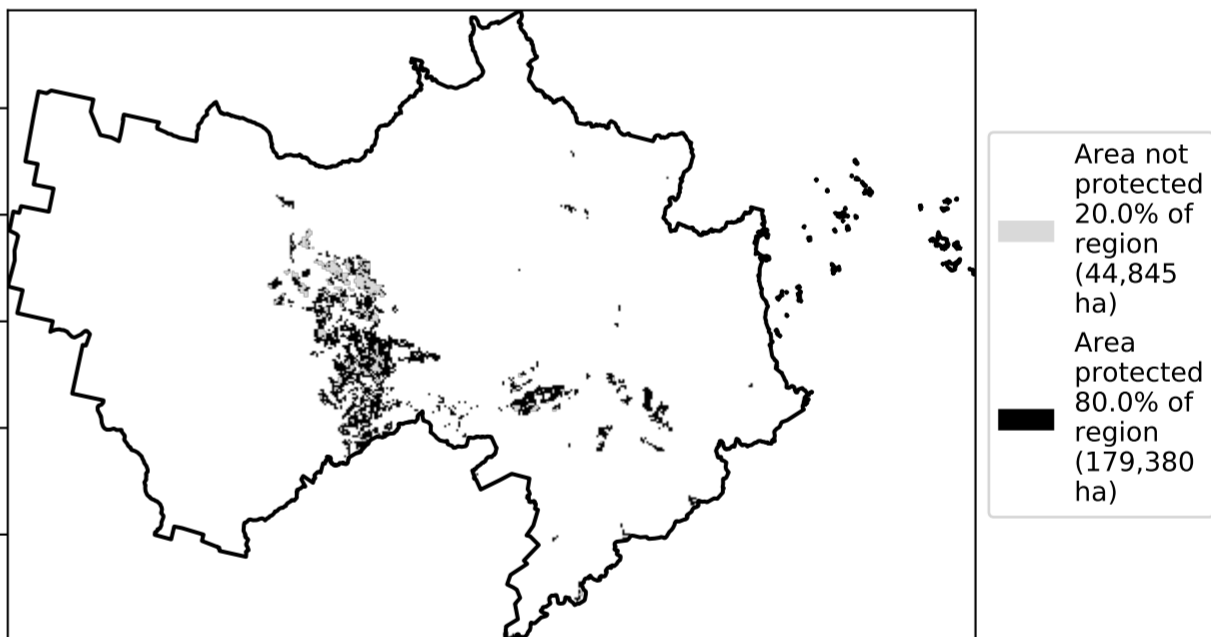 Area not
protected
20.0% of
region
(44,845
ha)
Area
protected
80.0% of
region
(179,380
ha)